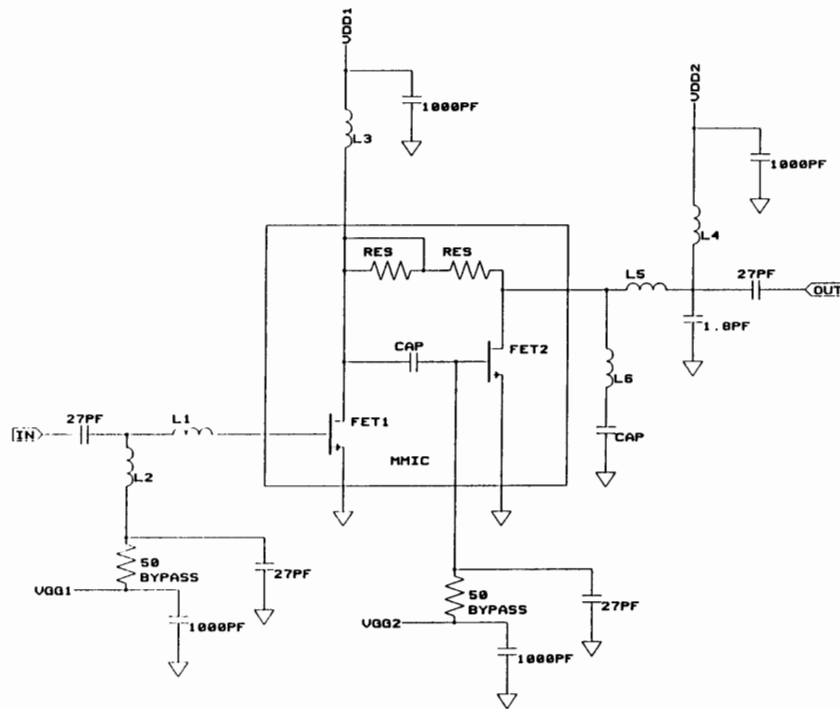 VDD1
VDD2
1000PF
L3
1000PF
RES
RES
L4
L5
27PF
OUT
1.8PF
CAP
FET2
L6
27PF
L1
FET1
IN
CAP
MMIC
L2
50
BYPASS
27PF
VGG1
50
BYPASS
27PF
1000PF
VGG2
1000PF